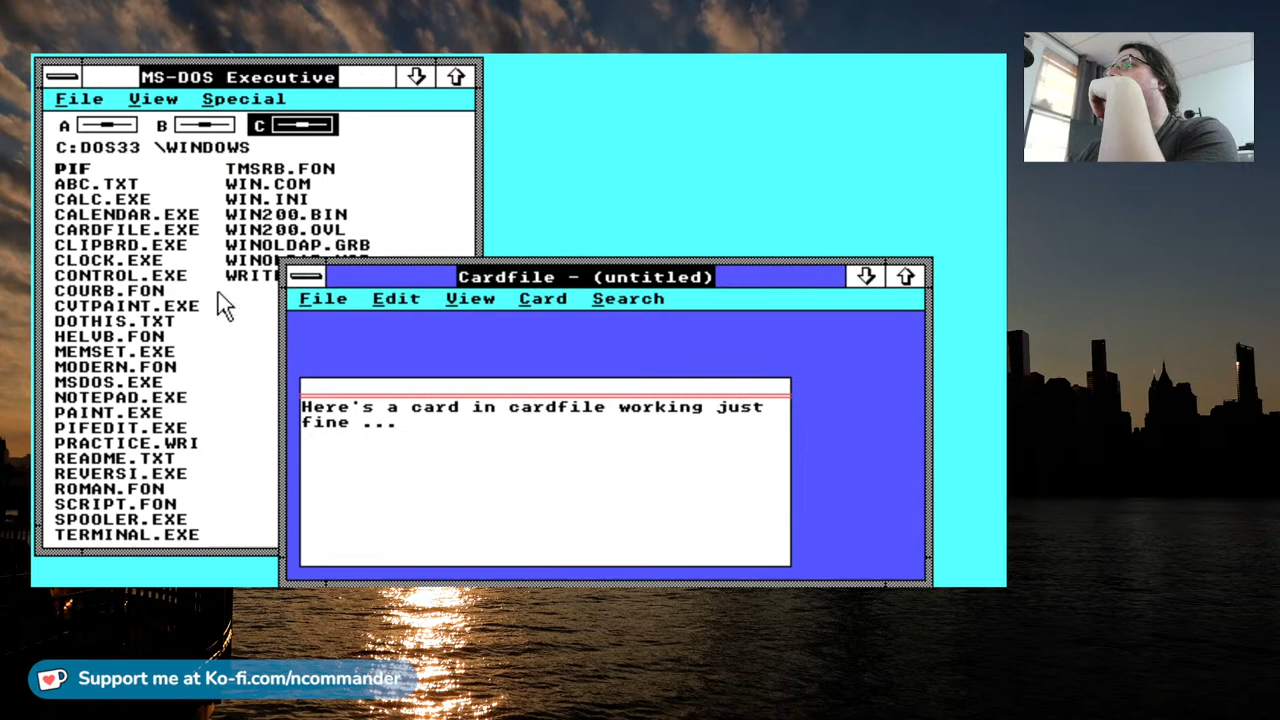 MS-DOS Executive
File View Special
A B C
C:DOS33 \WINDOWS
PIF
ABC.TXT
CALC.EXE
CALENDAR.EXE
CARDFILE.EXE
CLIPBRD.EXE
CLOCK.EXE
CONTROL.EXE
COURB.FON
CVTPAINT.EXE
DOTHIS.TXT
HELVB.FON
MEMSET.EXE
MODERN.FON
MSDOS.EXE
NOTEPAD.EXE
PAINT.EXE
PIFEDIT.EXE
PRACTICE.WRI
README.TXT
REVERSI.EXE
ROMAN.FON
SCRIPT.FON
SPOOLER.EXE
TERMINAL.EXE
TMSRB.FON
WIN.COM
WIN.INI
WIN200.BIN
WIN200.OVL
WINOLDAP.GRB
WRITE
Cardfile - (untitled)
File Edit View Card Search
Here's a card in cardfile working just
fine ...
Support me at Ko-fi.com/ncommander